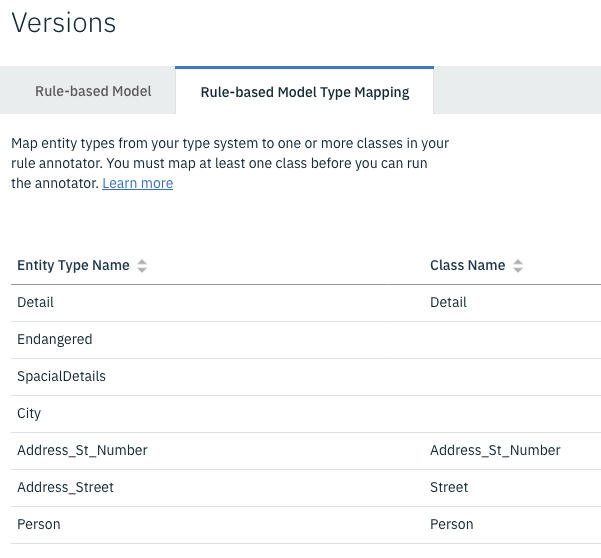 Versions
Rule-based Model Rule-based Model Type Mapping
Map entity types from your type system to one or more classes in your
rule annotator. You must map at least one class before you can run
the annotator. Learn more
Entity Type Name Class Name
Detail Detail
Endangered
SpacialDetails
City
Address_St_Number Address_St_Number
Address_Street Street
Person Person